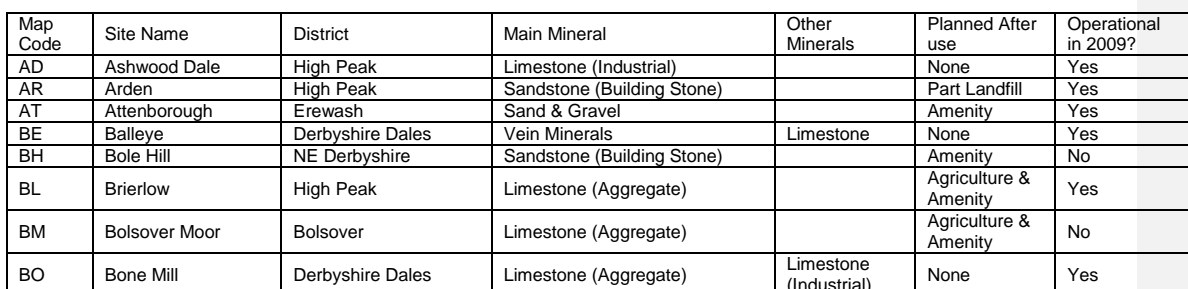 Map Code Site Name District Main Mineral Other Minerals Planned After use Operational in 2009?
AD Ashwood Dale High Peak Limestone (Industrial) None Yes
AR Arden High Peak Sandstone (Building Stone) Part Landfill Yes
AT Attenborough Erewash Sand & Gravel Amenity Yes
BE Balleye Derbyshire Dales Vein Minerals Limestone None Yes
BH Bole Hill NE Derbyshire Sandstone (Building Stone) Amenity No
BL Brierlow High Peak Limestone (Aggregate) Agriculture & Amenity Yes
BM Bolsover Moor Bolsover Limestone (Aggregate) Agriculture & Amenity No
BO Bone Mill Derbyshire Dales Limestone (Aggregate) Limestone (Industrial) None Yes